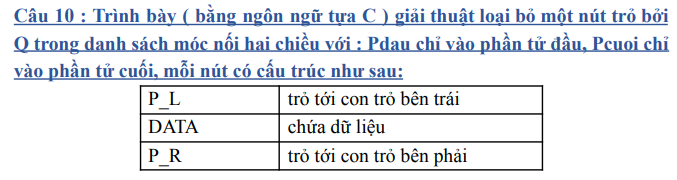 Câu 10 : Trình bày ( bằng ngôn ngữ tựa C ) giải thuật loại bỏ một nút trỏ bởi
Q trong danh sách móc nối hai chiều với : Pdau chỉ vào phần tử đầu, Pcuoi chỉ
vào phần tử cuối, mỗi nút có cấu trúc như sau:
P_L trỏ tới con trỏ bên trái
DATA chứa dữ liệu
P_R trỏ tới con trỏ bên phải